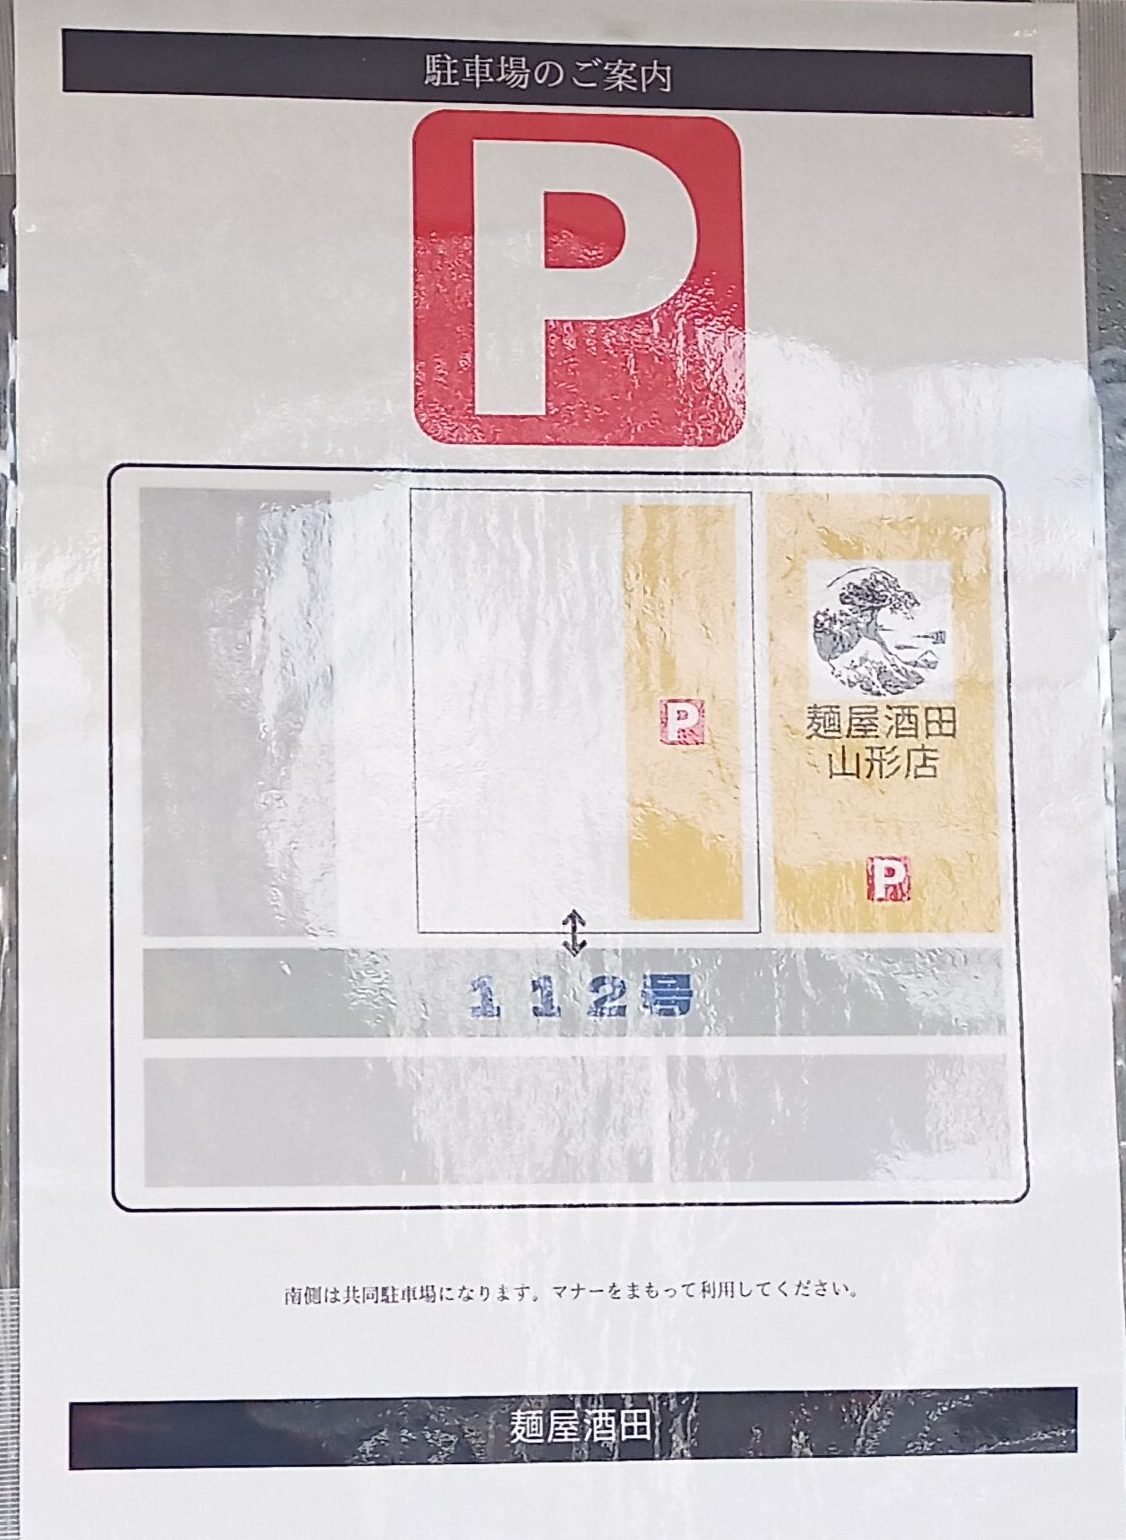 駐車場のご案内
P
P
麺屋酒田
山形店
P
112号
南側は共同駐車場になります。マナーをまもって利用してください。
麺屋酒田